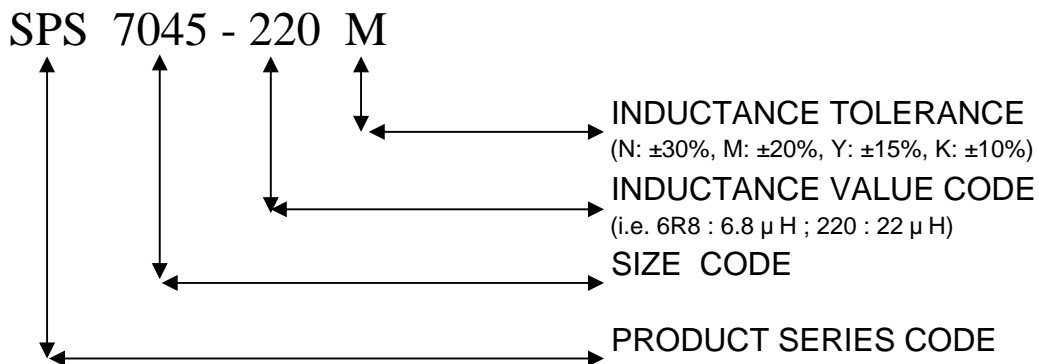 SPS 7045 - 220 M
INDUCTANCE TOLERANCE
(N: ±30%, M: ±20%, Y: ±15%, K: ±10%)
INDUCTANCE VALUE CODE
(i.e. 6R8 : 6.8 μ H ; 220 : 22 μ H)
SIZE CODE
PRODUCT SERIES CODE